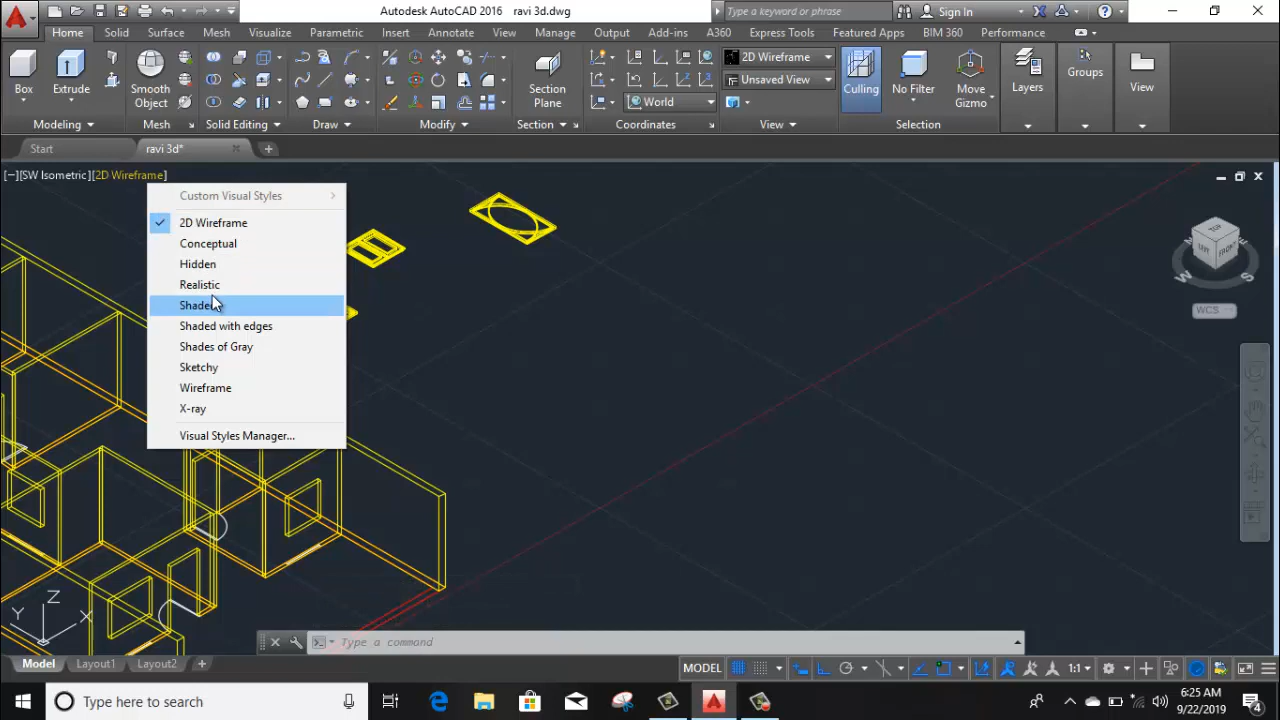 Autodesk AutoCAD 2016 ravi 3d.dwg
Type a keyword or phrase
Sign In
Home Solid Surface Mesh Visualize Parametric Insert Annotate View Manage Output Add-ins A360 Express Tools Featured Apps BIM 360 Performance
Box
Extrude
Smooth Object
Section Plane
2D Wireframe
Unsaved View
World
Culling
No Filter
Move Gizmo
Layers
Groups
View
Modeling Mesh Solid Editing Draw Modify Section Coordinates View Selection
Start ravi 3d*
[−][SW Isometric][2D Wireframe]
Custom Visual Styles
2D Wireframe
Conceptual
Hidden
Realistic
Shaded
Shaded with edges
Shades of Gray
Sketchy
Wireframe
X-ray
Visual Styles Manager...
TOP
LEFT FRONT
W S
WCS
Z
Y X
Type a command
Model Layout1 Layout2
MODEL 1:1
Type here to search
6:25 AM
9/22/2019
4